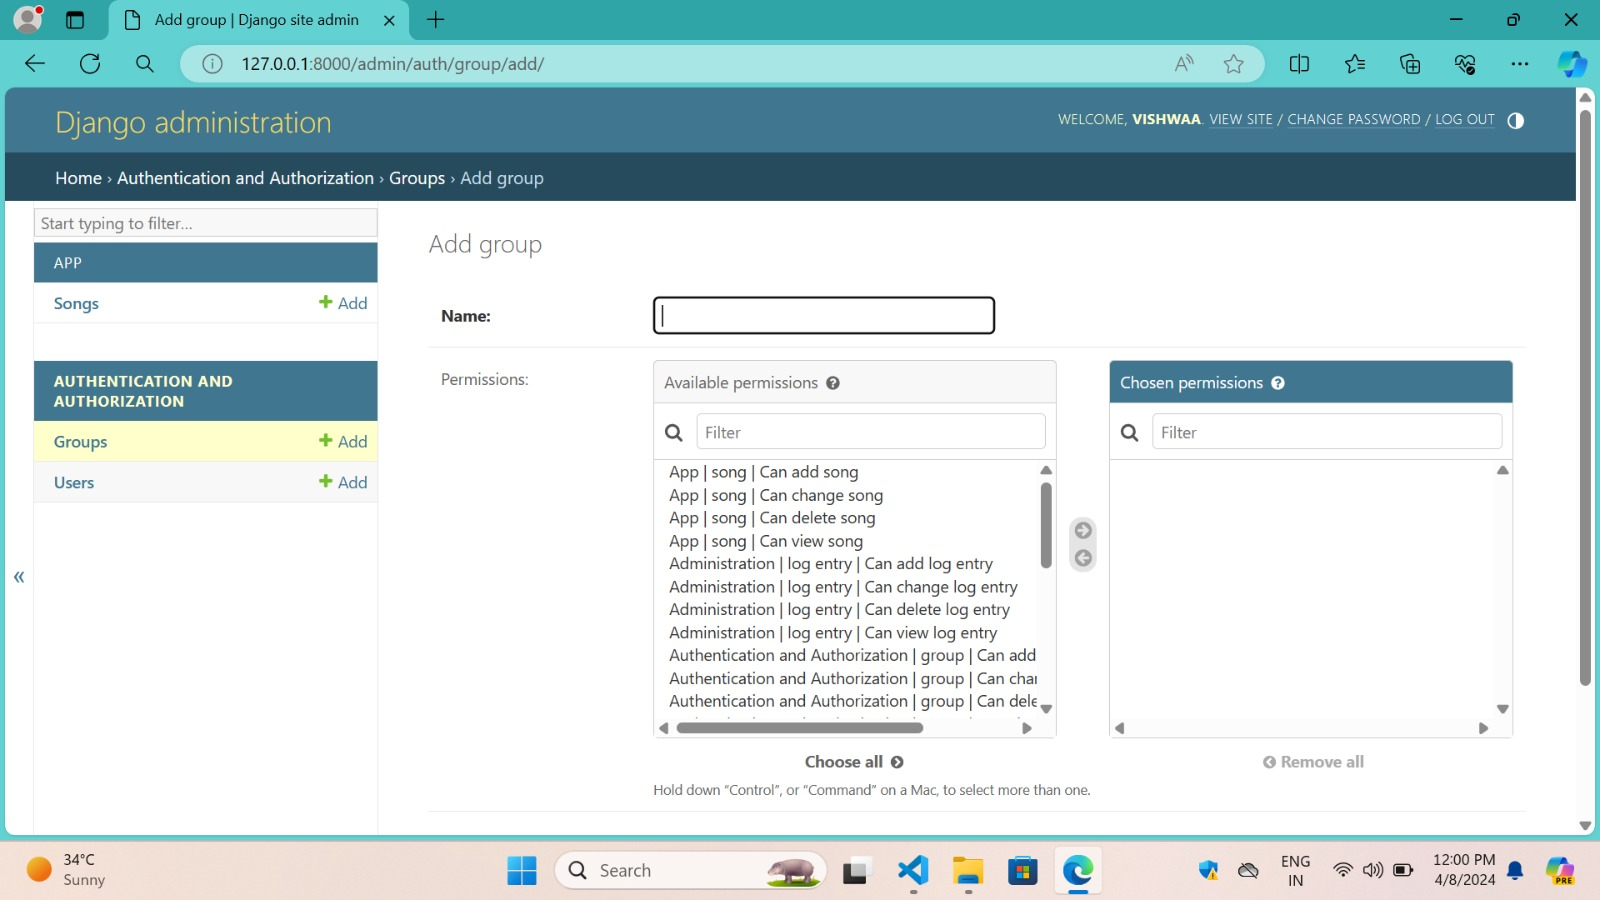 Add group | Django site admin
127.0.0.1:8000/admin/auth/group/add/
Django administration
WELCOME, VISHWAA. VIEW SITE / CHANGE PASSWORD / LOG OUT
Home › Authentication and Authorization › Groups › Add group
Start typing to filter...
APP
Songs
Add
AUTHENTICATION AND
AUTHORIZATION
Groups
Add
Users
Add
«
Add group
Name:
Permissions:
Available permissions
Filter
App | song | Can add song
App | song | Can change song
App | song | Can delete song
App | song | Can view song
Administration | log entry | Can add log entry
Administration | log entry | Can change log entry
Administration | log entry | Can delete log entry
Administration | log entry | Can view log entry
Authentication and Authorization | group | Can add
Authentication and Authorization | group | Can chan
Authentication and Authorization | group | Can dele
Choose all
Hold down “Control”, or “Command” on a Mac, to select more than one.
Chosen permissions
Filter
Remove all
34°C
Sunny
Search
PRE
ENG
IN
12:00 PM
4/8/2024